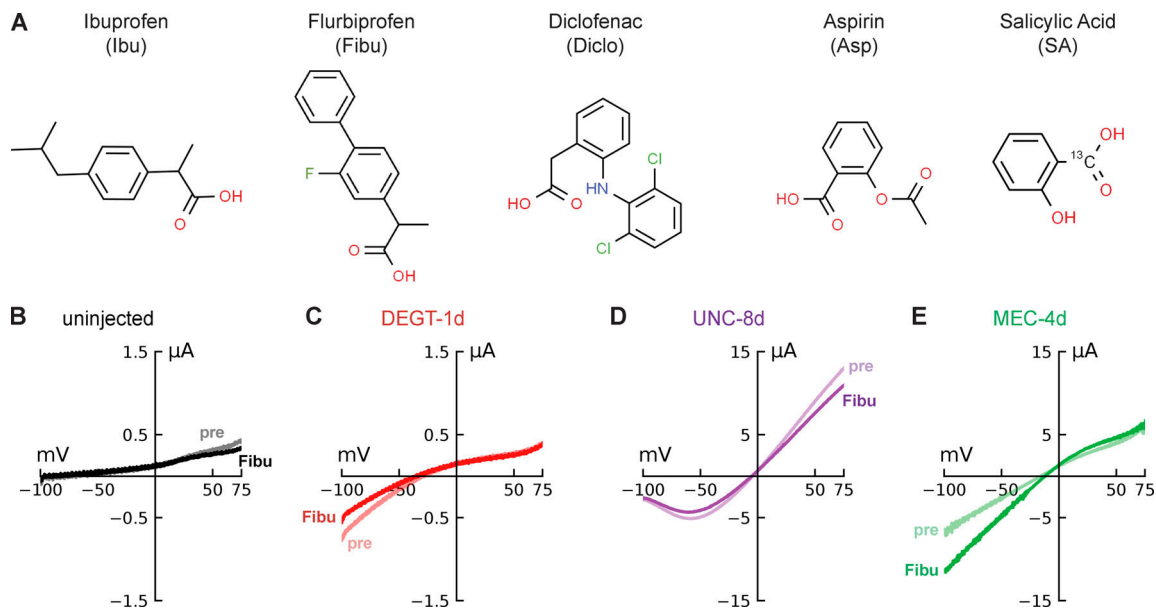 A
Ibuprofen
(Ibu)
Flurbiprofen
(Fibu)
Diclofenac
(Diclo)
Aspirin
(Asp)
Salicylic Acid
(SA)
OH
O
F
O
OH
HO
O
HN
Cl
Cl
HO
O
O
O
13C
OH
O
OH
B
uninjected
1.5
µA
0.5
mV
pre
Fibu
−100
50
75
−0.5
−1.5
C
DEGT-1d
1.5
µA
0.5
mV
−100
50
75
Fibu
pre
−0.5
−1.5
D
UNC-8d
15
µA
pre
Fibu
5
mV
−100
−50
50
75
−5
−15
E
MEC-4d
15
µA
5
mV
−100
−50
50
75
pre
Fibu
−5
−15